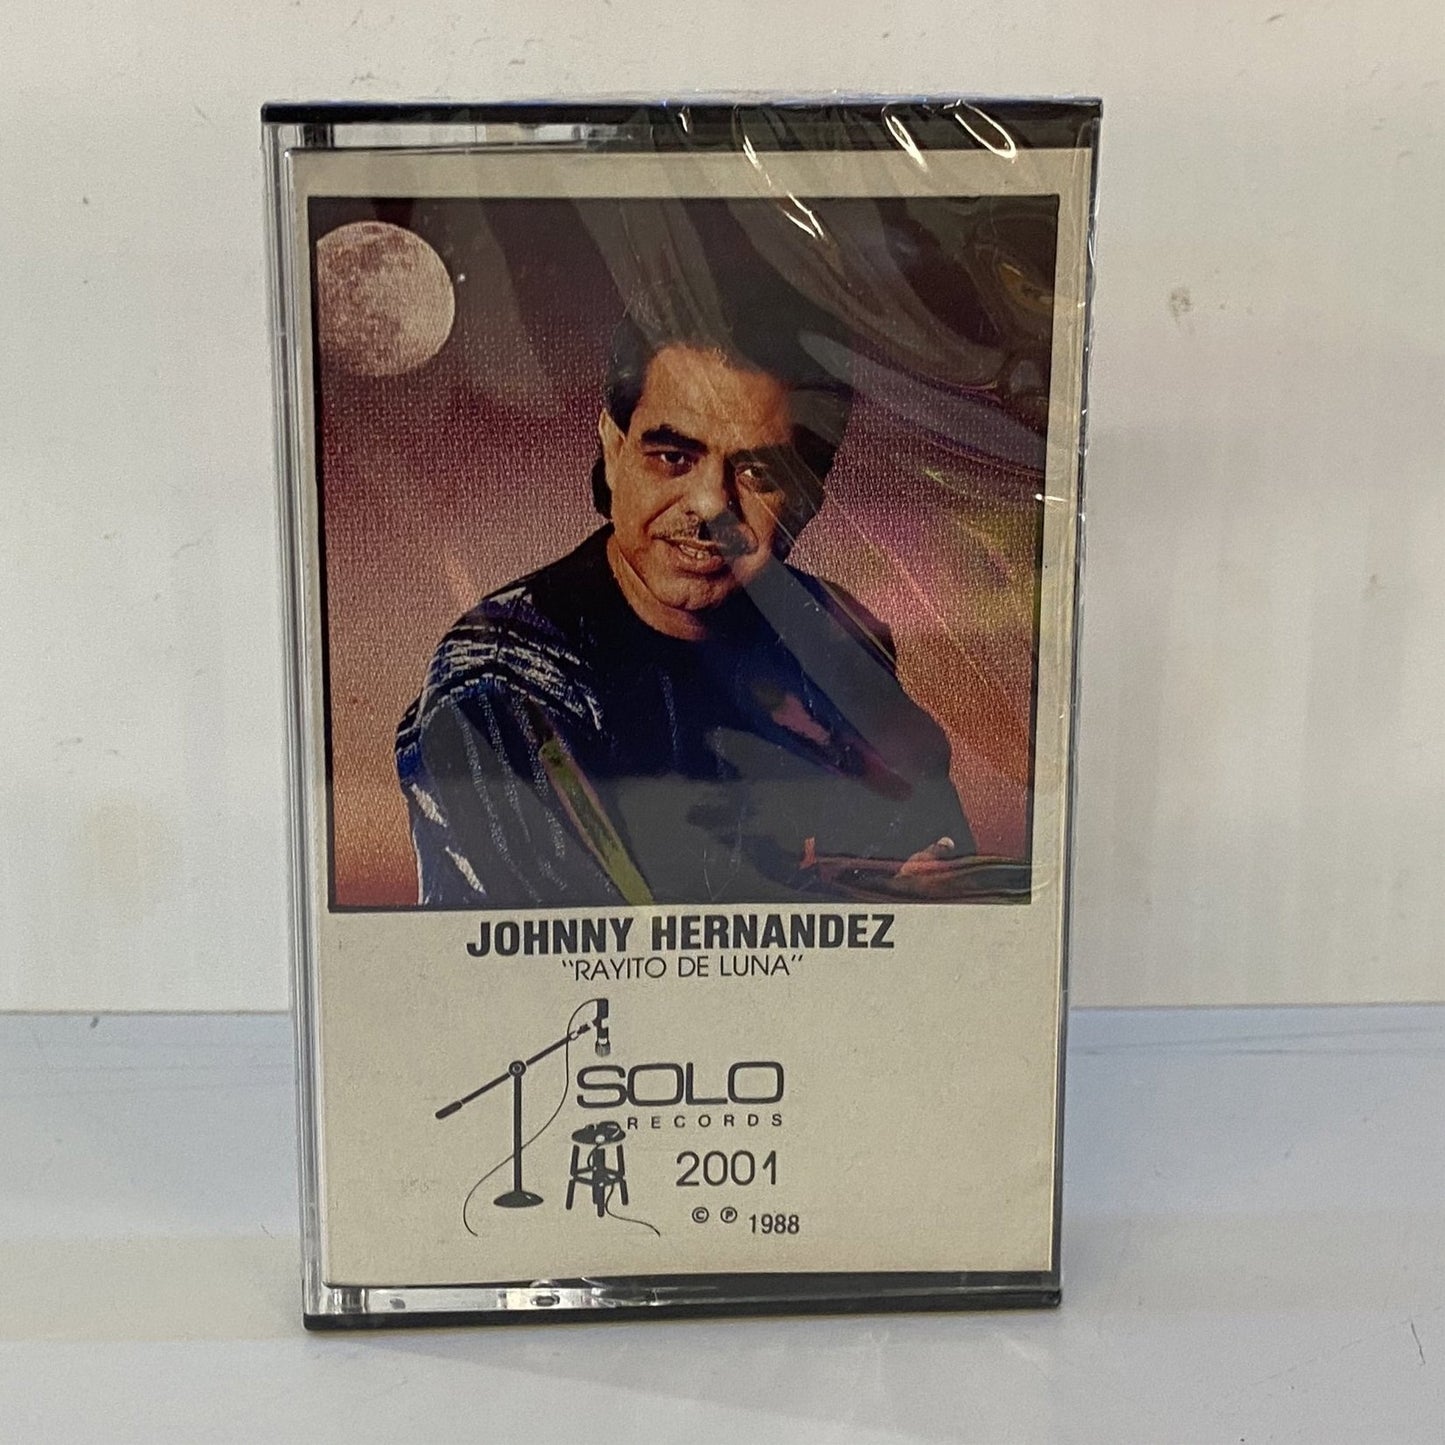 JOHNNY HERNANDEZ
"RAYITO DE LUNA"
SOLO
RECORDS
2001
© ℗ 1988